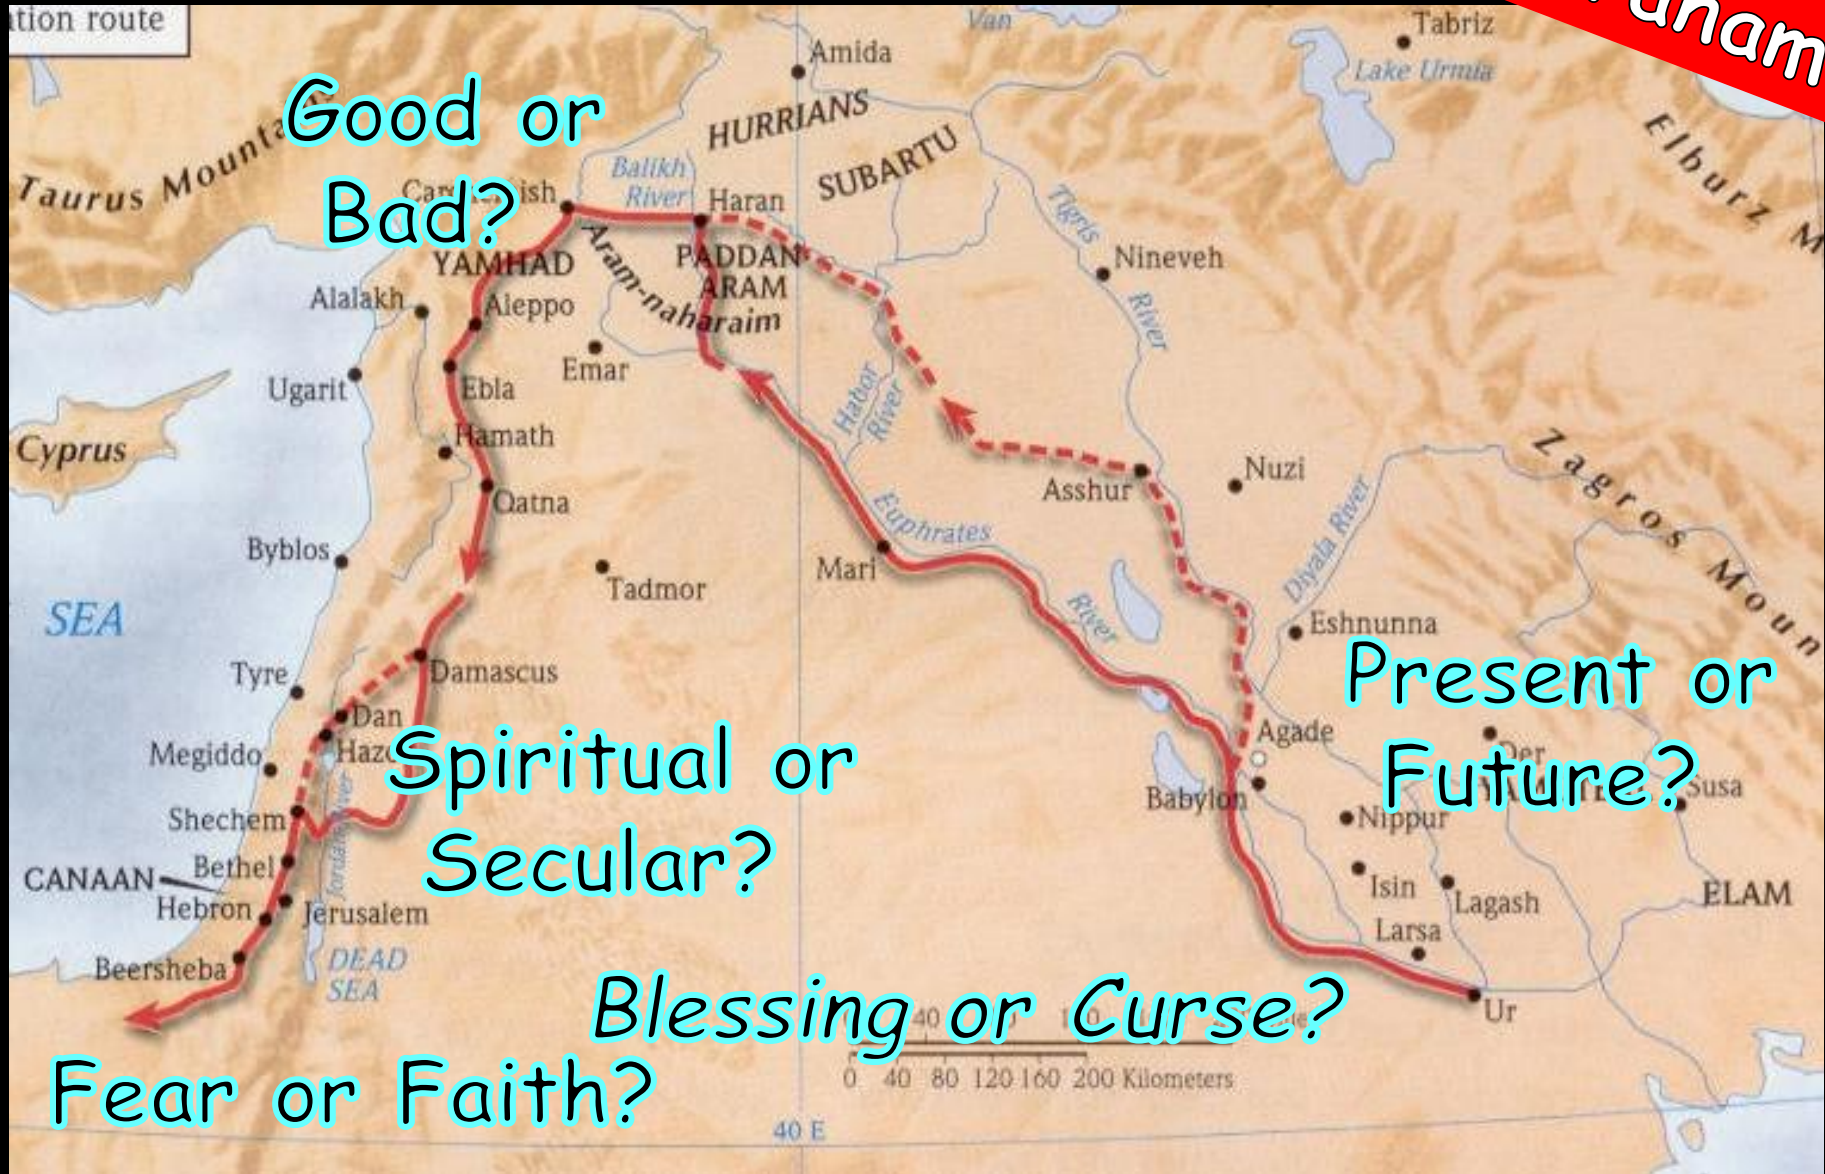 route
Van
Tabriz
Amida
Lake Urmia
Good or
Bad?
HURRIANS
SUBARTU
Elburz
Taurus
Balikh
River
Haran
Tigris
River
Nineveh
YAMHAD
PADDAN
ARAM
Aram-naharaim
Alalakh
Aleppo
Emar
Ugarit
Ebla
Habor
River
Hamath
Cyprus
Zagros
Nuzi
Asshur
Qatna
Euphrates
River
Diyala River
Byblos
Mari
Tadmor
SEA
Eshnunna
Present or
Future?
Tyre
Damascus
Dan
Agade
Spiritual or
Secular?
Megiddo
Babylon
Susa
Shechem
Nippur
Jordan River
Bethel
CANAAN
Isin
ELAM
Hebron
Jerusalem
Lagash
Larsa
Beersheba
DEAD
SEA
Blessing or Curse?
Ur
Fear or Faith?
0 40 80 120 160 200 Kilometers
40 E